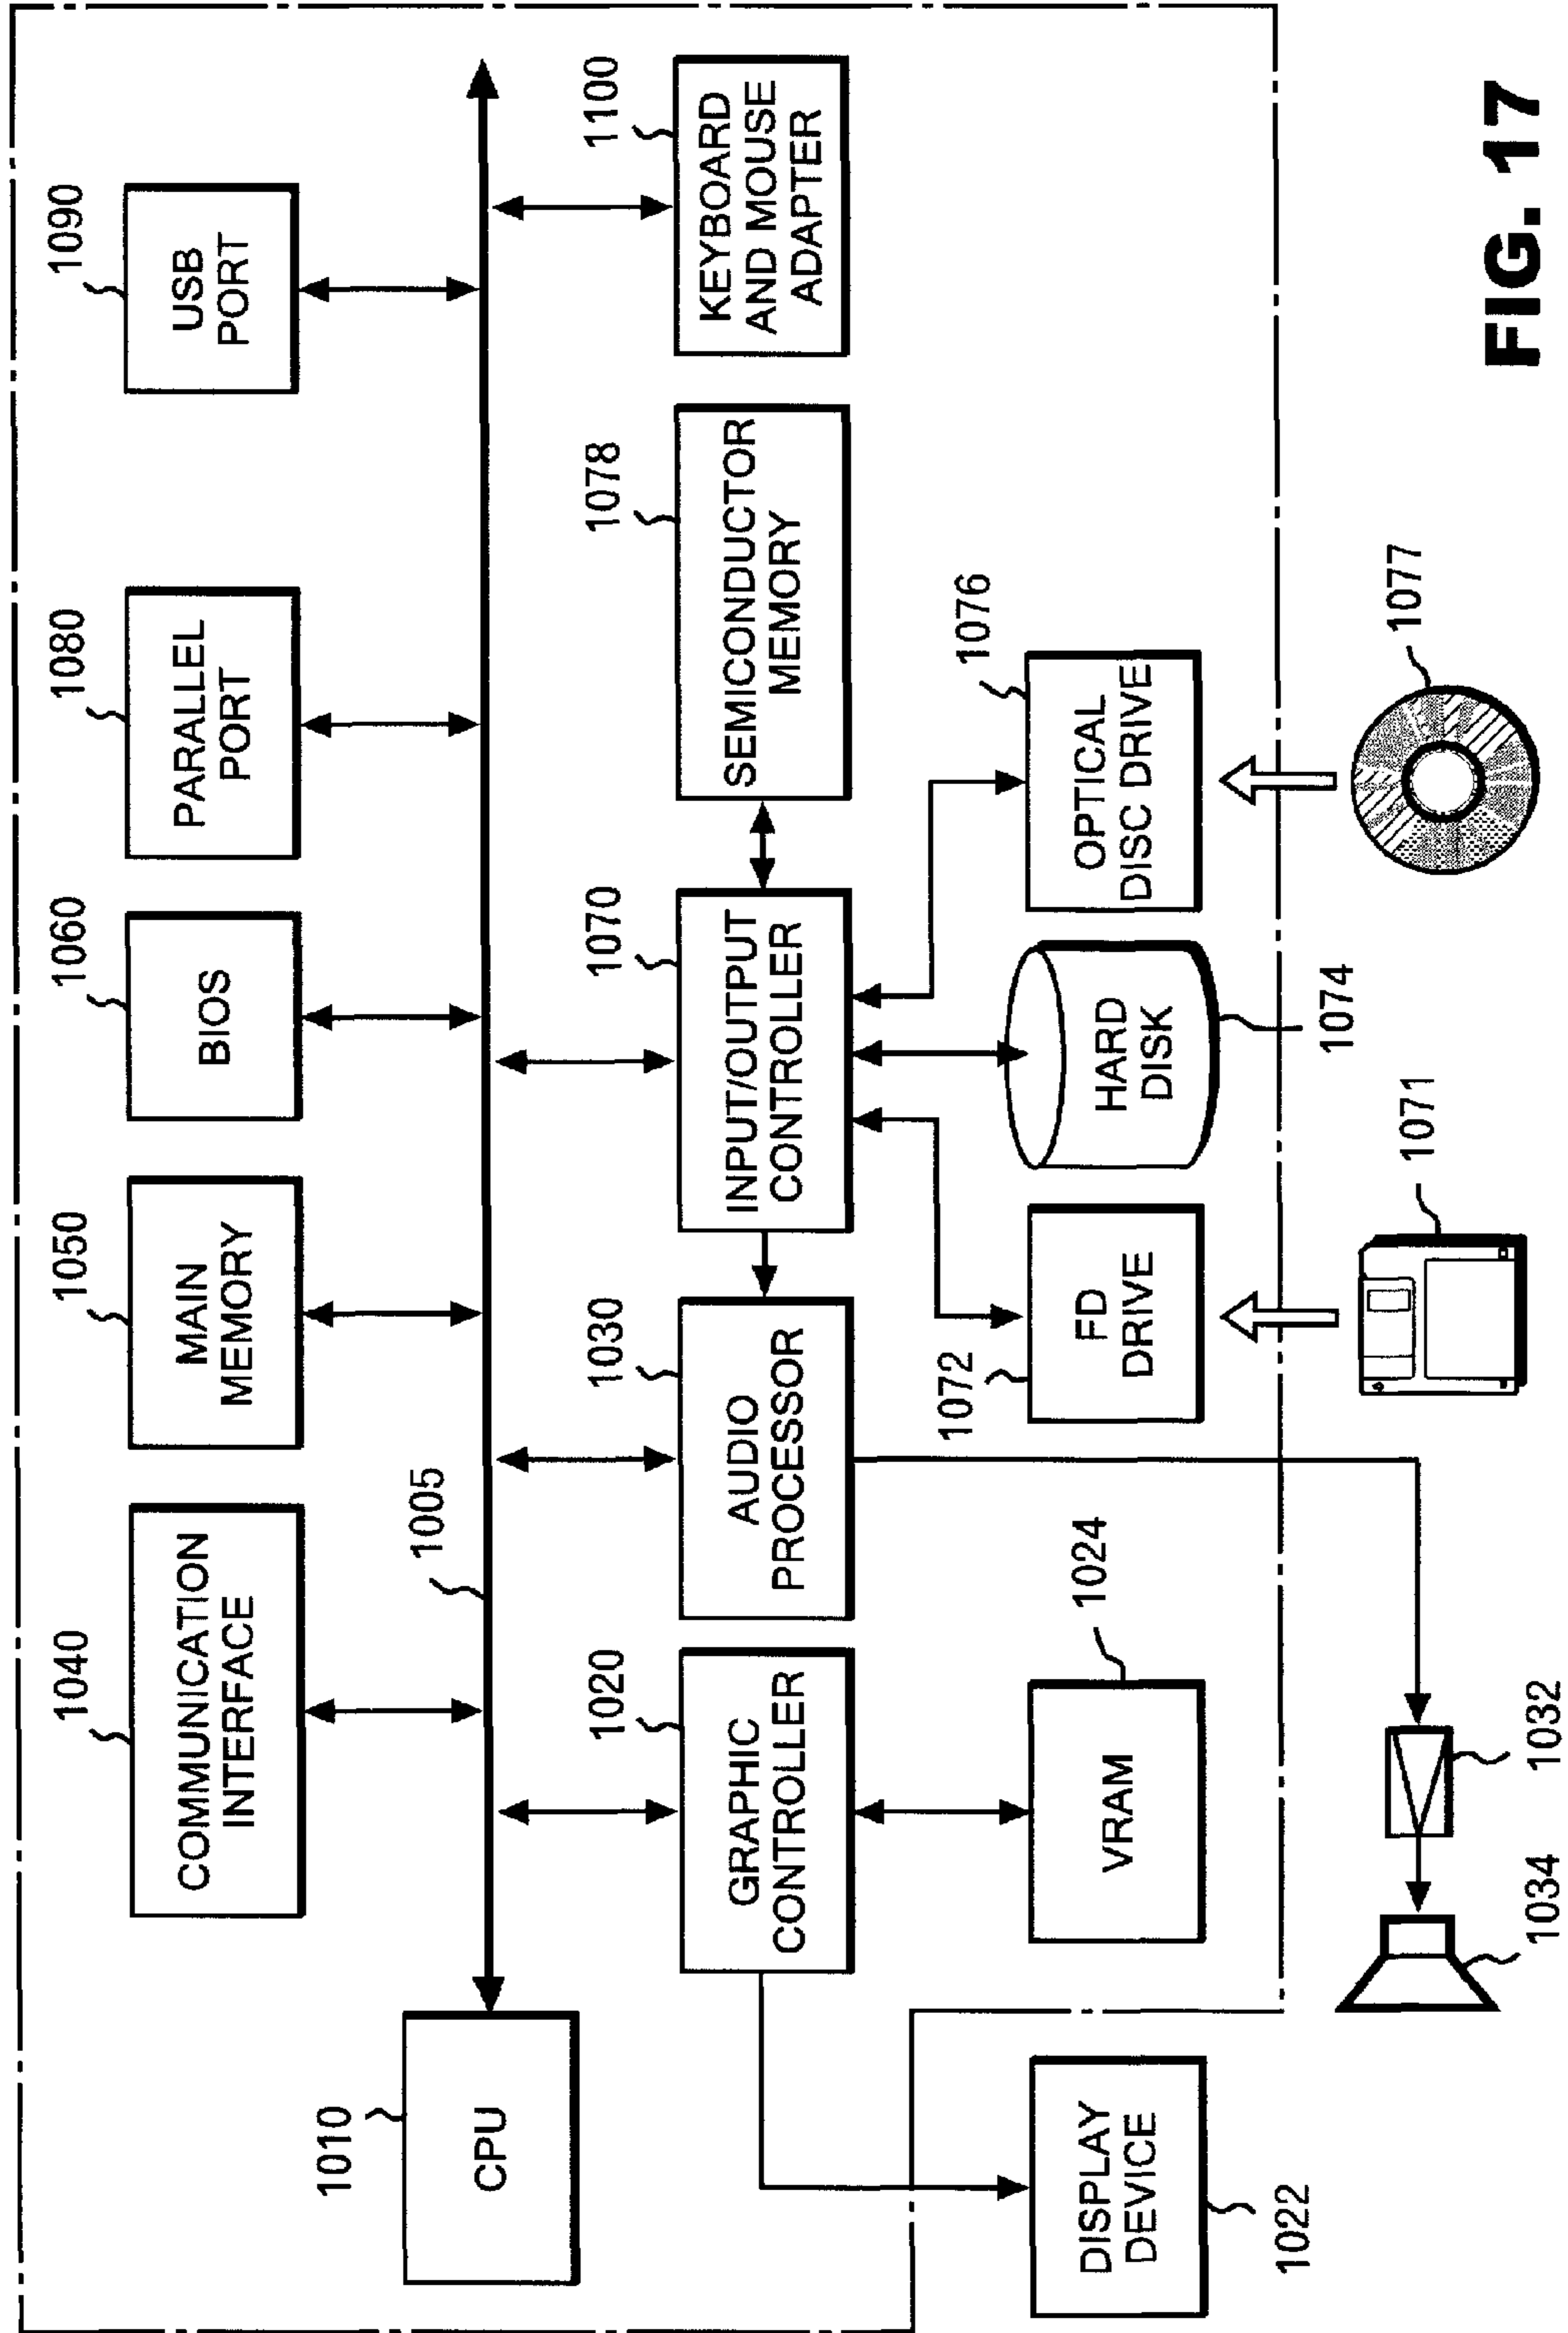 1010
CPU
1040
COMMUNICATION
INTERFACE
1050
MAIN
MEMORY
1060
BIOS
1080
PARALLEL
PORT
1090
USB
PORT
1005
1020
GRAPHIC
CONTROLLER
1030
AUDIO
PROCESSOR
1070
INPUT/OUTPUT
CONTROLLER
1078
SEMICONDUCTOR
MEMORY
1100
KEYBOARD
AND MOUSE
ADAPTER
DISPLAY
DEVICE
1022
VRAM
1024
1072
FD
DRIVE
HARD
DISK
1074
1076
OPTICAL
DISC DRIVE
1034
1032
1071
1077
FIG. 17